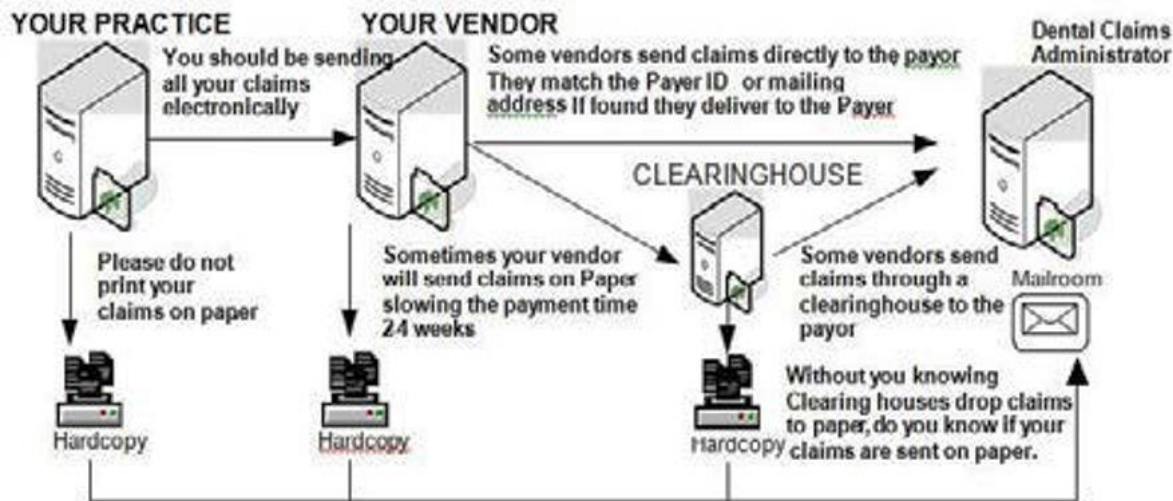 YOUR PRACTICE
You should be sending
all your claims
electronically
YOUR VENDOR
Some vendors send claims directly to the payor
They match the Payer ID or mailing
address If found they deliver to the Payer
Dental Claims
Administrator
CLEARINGHOUSE
Please do not
print your
claims on paper
Sometimes your vendor
will send claims on Paper
slowing the payment time
24 weeks
Some vendors send
claims through a
clearinghouse to the
payor
Mailroom
Without you knowing
Clearing houses drop claims
to paper, do you know if your
claims are sent on paper.
Hardcopy
Hardcopy
Hardcopy